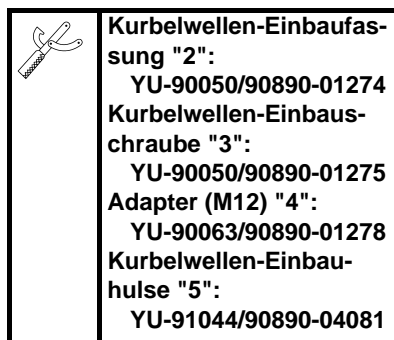 Kurbelwellen-Einbaufas-
sung "2":
YU-90050/90890-01274
Kurbelwellen-Einbaus-
chraube "3":
YU-90050/90890-01275
Adapter (M12) "4":
YU-90063/90890-01278
Kurbelwellen-Einbau-
hulse "5":
YU-91044/90890-04081